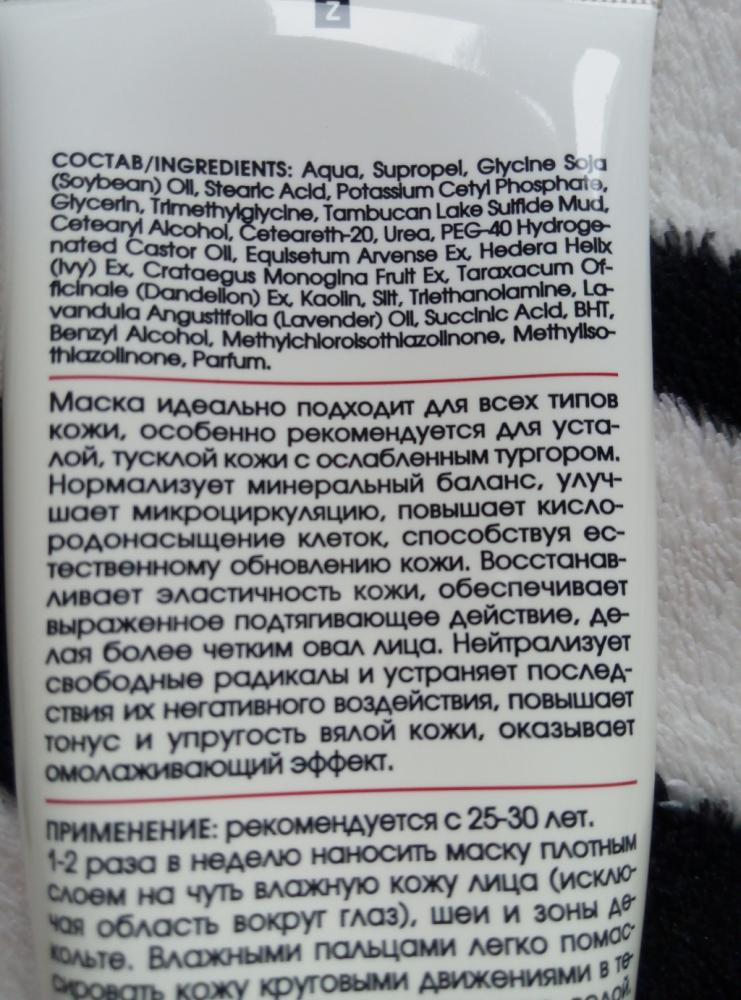 Z
СОСТАВ/INGREDIENTS: Aqua, Supropel, Glycine Soja
(Soybean) Oil, Stearic Acid, Potassium Cetyl Phosphate,
Glycerin, Trimethylglycine, Tambucan Lake Sulfide Mud,
Cetearyl Alcohol, Ceteareth-20, Urea, PEG-40 Hydroge-
nated Castor Oil, Equisetum Arvense Ex, Hedera Helix
(Ivy) Ex, Crataegus Monogina Fruit Ex, Taraxacum Of-
ficinale (Dandelion) Ex, Kaolin, Silt, Triethanolamine, La-
vandula Angustifolia (Lavender) Oil, Succinic Acid, BHT,
Benzyl Alcohol, Methylchloroisothiazolinone, Methyliso-
thiazolinone, Parfum.
Маска идеально подходит для всех типов
кожи, особенно рекомендуется для уста-
лой, тусклой кожи с ослабленным тургором.
Нормализует минеральный баланс, улуч-
шает микроциркуляцию, повышает кисло-
родонасыщение клеток, способствуя ес-
тественному обновлению кожи. Восстанав-
ливает эластичность кожи, обеспечивает
выраженное подтягивающее действие, де-
лая более четким овал лица. Нейтрализует
свободные радикалы и устраняет послед-
ствия их негативного воздействия, повышает
тонус и упругость вялой кожи, оказывает
омолаживающий эффект.
ПРИМЕНЕНИЕ: рекомендуется с 25-30 лет.
1-2 раза в неделю наносить маску плотным
слоем на чуть влажную кожу лица (исклю-
чая область вокруг глаз), шеи и зоны де-
кольте. Влажными пальцами легко помас-
сировать кожу круговыми движениями в те-